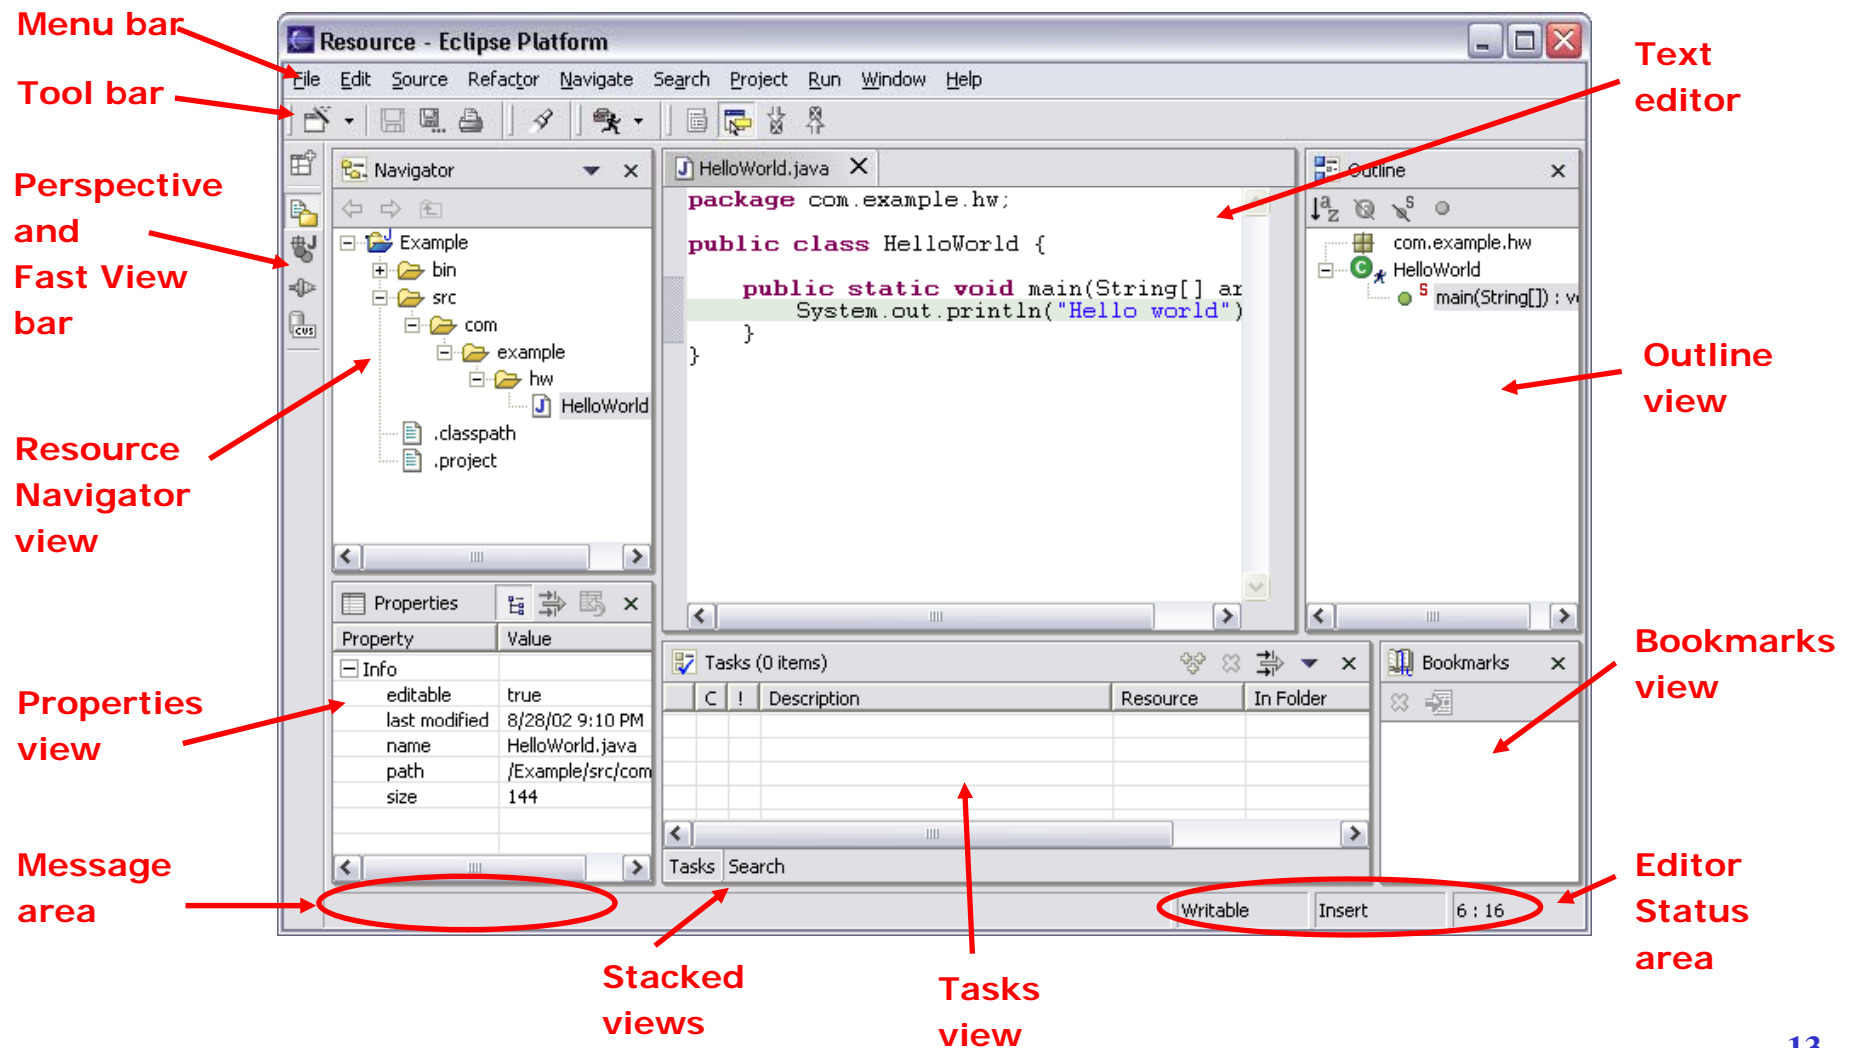 Menu bar
Tool bar
Perspective
and
Fast View
bar
Resource
Navigator
view
Properties
view
Message
area
Resource - Eclipse Platform
File Edit Source Refactor Navigate Search Project Run Window Help
Navigator
Example
bin
src
com
example
hw
HelloWorld
.classpath
.project
Properties
Property Value
Info
editable true
last modified 8/28/02 9:10 PM
name HelloWorld.java
path /Example/src/com
size 144
J HelloWorld.java
package com.example.hw;
public class HelloWorld {
public static void main(String[] ar
System.out.println("Hello world")
}
}
Tasks (0 items)
C ! Description Resource In Folder
Tasks Search
Outline
com.example.hw
C HelloWorld
S main(String[]) : v
Bookmarks
cvs
Writable Insert 6 : 16
Text
editor
Outline
view
Bookmarks
view
Editor
Status
area
Stacked
views
Tasks
view
13